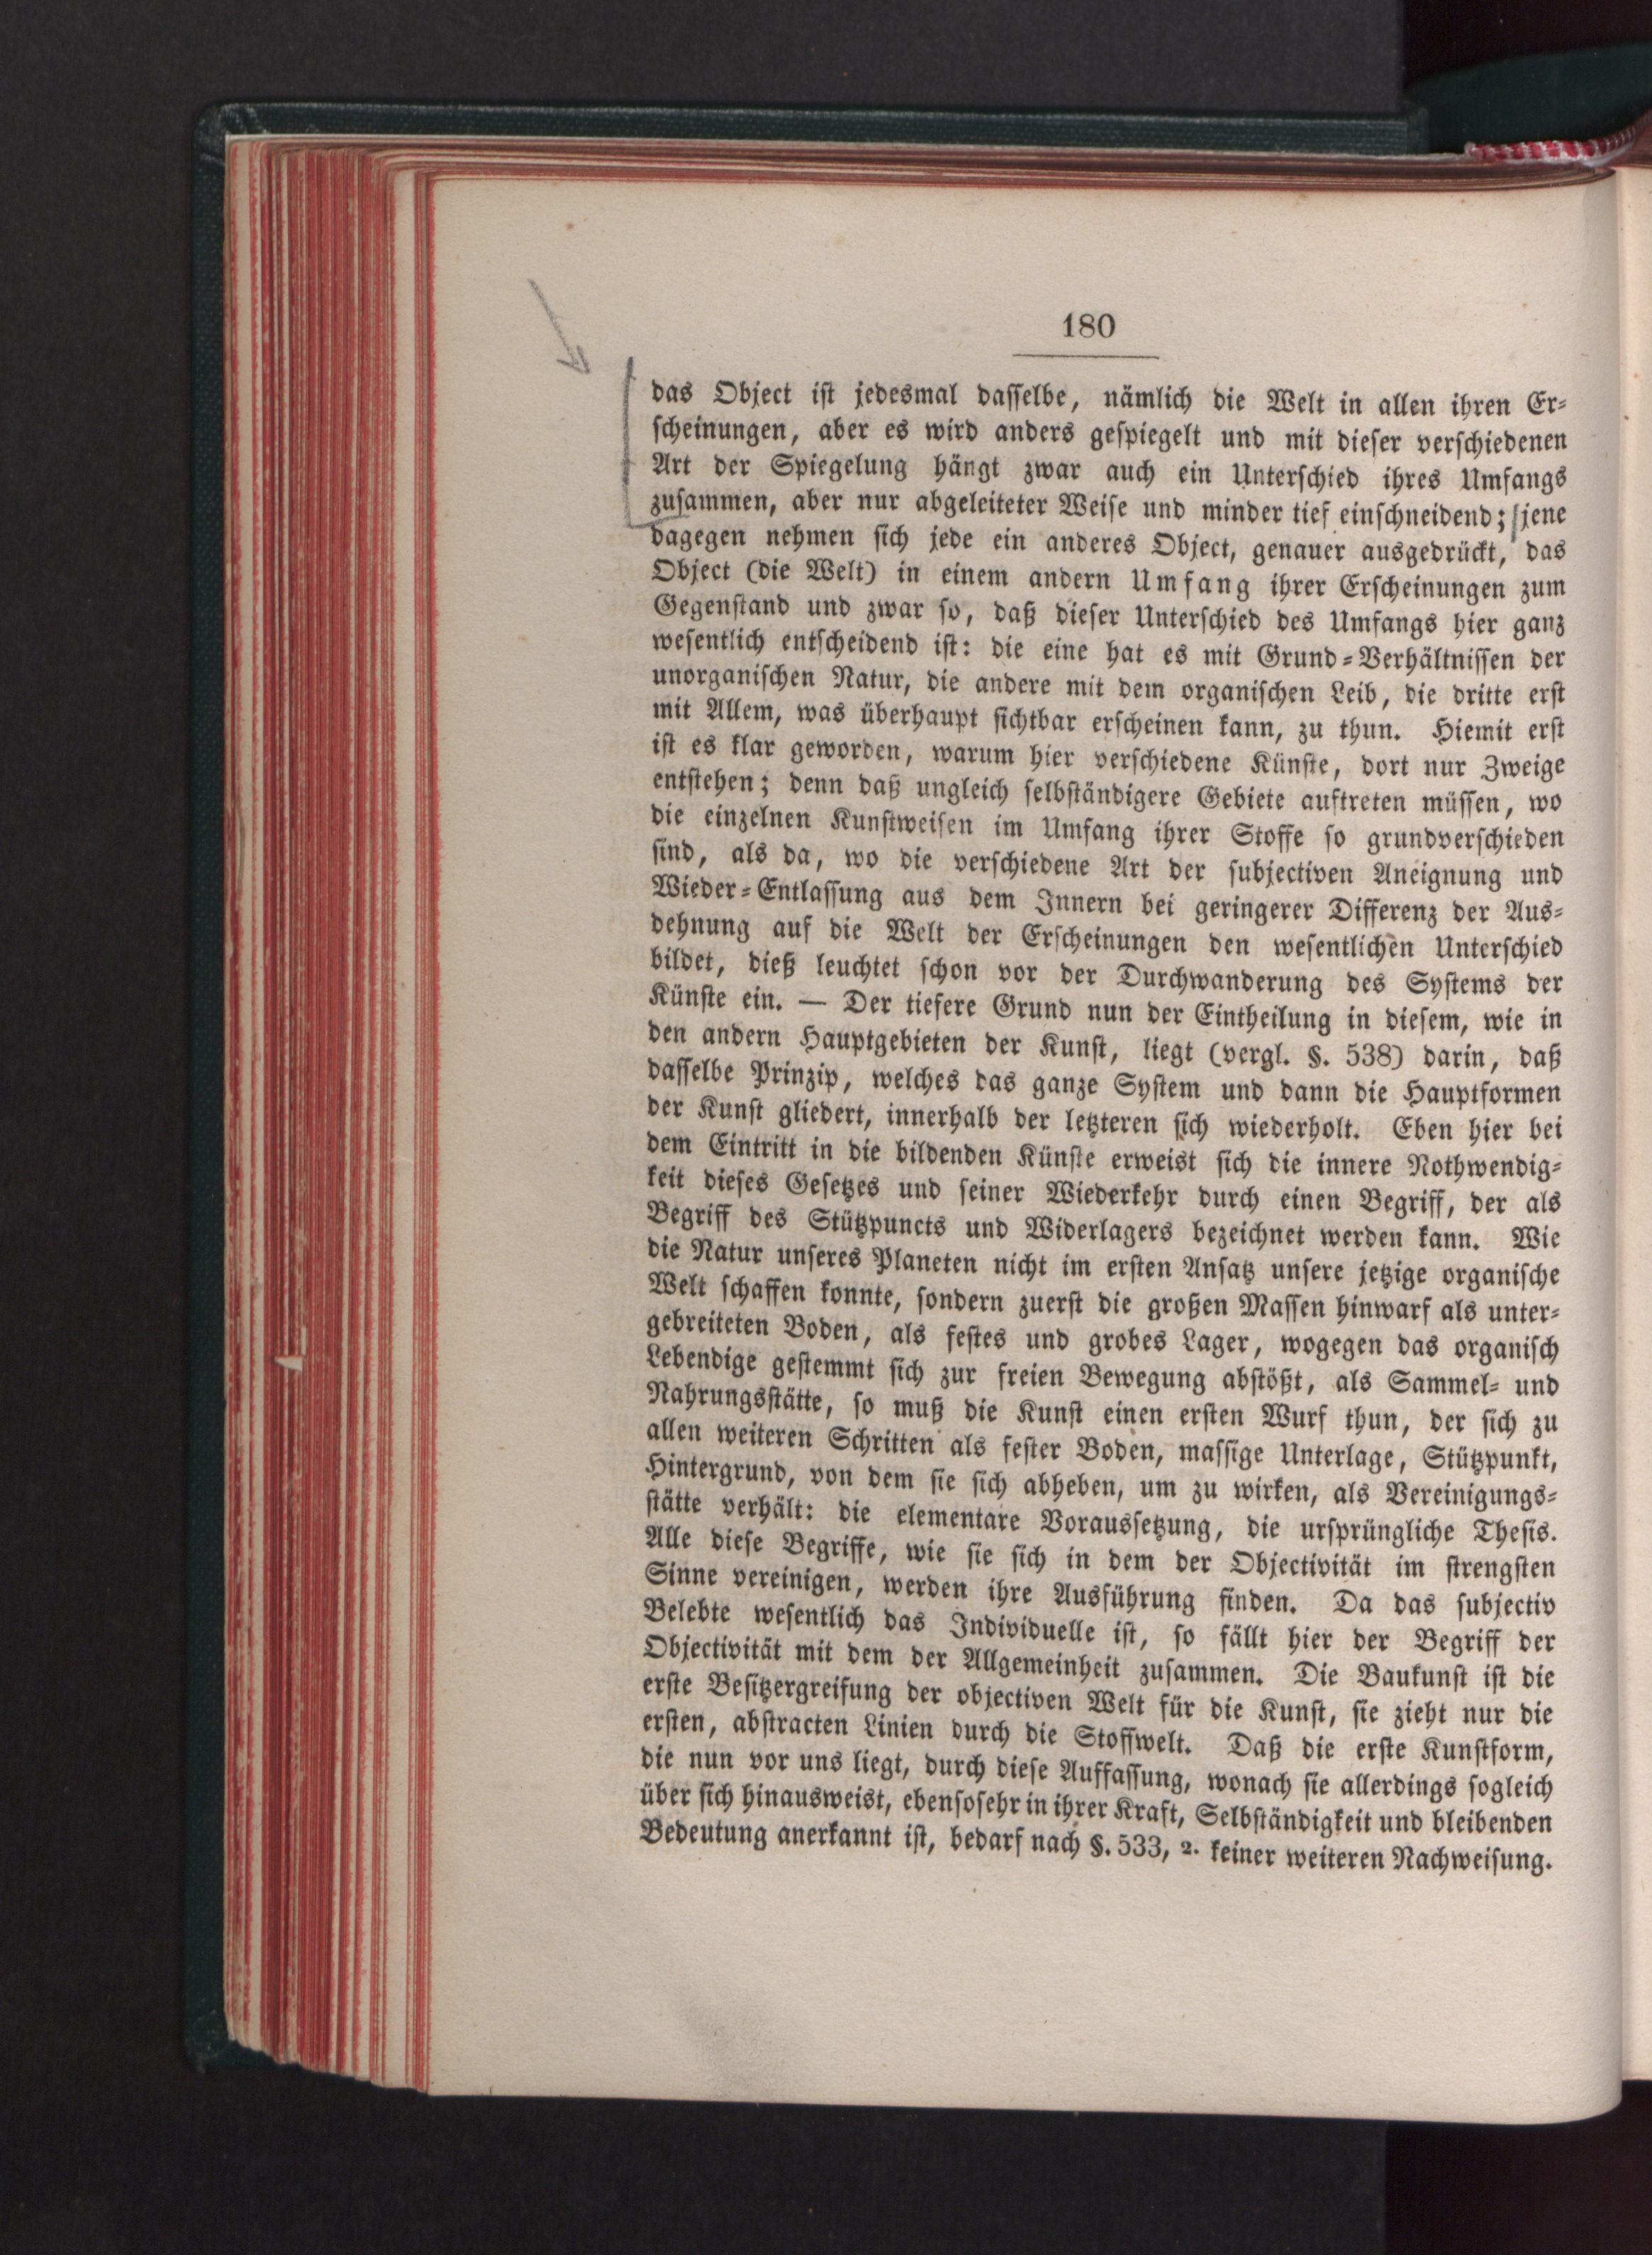 180
das Object ist jedesmal dasselbe, nämlich die Welt in allen ihren Er-
scheinungen, aber es wird anders gespiegelt und mit dieser verschiedenen
Art der Spiegelung hängt zwar auch ein Unterschied ihres Umfangs
zusammen, aber nur abgeleiteter Weise und minder tief einschneidend; jene
dagegen nehmen sich jede ein anderes Object, genauer ausgedrückt, das
Object (die Welt) in einem andern Umfang ihrer Erscheinungen zum
Gegenstand und zwar so, daß dieser Unterschied des Umfangs hier ganz
wesentlich entscheidend ist: die eine hat es mit Grund-Verhältnissen der
unorganischen Natur, die andere mit dem organischen Leib, die dritte erst
mit Allem, was überhaupt sichtbar erscheinen kann, zu thun. Hiemit erst
ist es klar geworden, warum hier verschiedene Künste, dort nur Zweige
entstehen; denn daß ungleich selbständigere Gebiete auftreten müssen, wo
die einzelnen Kunstweisen im Umfang ihrer Stoffe so grundverschieden
sind, als da, wo die verschiedene Art der subjectiven Aneignung und
Wieder-Entlassung aus dem Innern bei geringerer Differenz der Aus-
dehnung auf die Welt der Erscheinungen den wesentlichen Unterschied
bildet, dieß leuchtet schon vor der Durchwanderung des Systems der
Künste ein. — Der tiefere Grund nun der Eintheilung in diesem, wie in
den andern Hauptgebieten der Kunst, liegt (vergl. §. 538) darin, daß
dasselbe Prinzip, welches das ganze System und dann die Hauptformen
der Kunst gliedert, innerhalb der letzteren sich wiederholt. Eben hier bei
dem Eintritt in die bildenden Künste erweist sich die innere Nothwendig-
keit dieses Gesetzes und seiner Wiederkehr durch einen Begriff, der als
Begriff des Stützpuncts und Widerlagers bezeichnet werden kann. Wie
die Natur unseres Planeten nicht im ersten Ansatz unsere jetzige organische
Welt schaffen konnte, sondern zuerst die großen Massen hinwarf als unter-
gebreiteten Boden, als festes und grobes Lager, wogegen das organisch
Lebendige gestemmt sich zur freien Bewegung abstößt, als Sammel- und
Nahrungsstätte, so muß die Kunst einen ersten Wurf thun, der sich zu
allen weiteren Schritten als fester Boden, massige Unterlage, Stützpunkt,
Hintergrund, von dem sie sich abheben, um zu wirken, als Vereinigungs-
stätte verhält: die elementare Voraussetzung, die ursprüngliche Thesis.
Alle diese Begriffe, wie sie sich in dem der Objectivität im strengsten
Sinne vereinigen, werden ihre Ausführung finden. Da das subjectiv
Belebte wesentlich das Individuelle ist, so fällt hier der Begriff der
Objectivität mit dem der Allgemeinheit zusammen. Die Baukunst ist die
erste Besitzergreifung der objectiven Welt für die Kunst, sie zieht nur die
ersten, abstracten Linien durch die Stoffwelt. Daß die erste Kunstform,
die nun vor uns liegt, durch diese Auffassung, wonach sie allerdings sogleich
über sich hinausweist, ebensosehr in ihrer Kraft, Selbständigkeit und bleibenden
Bedeutung anerkannt ist, bedarf nach §. 533, 2. keiner weiteren Nachweisung.